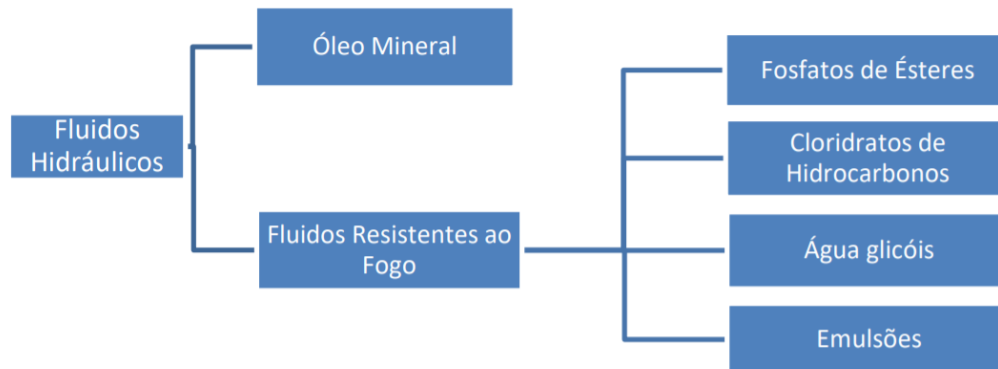 Óleo Mineral
Fosfatos de Ésteres
Fluidos
Hidráulicos
Cloridratos de
Hidrocarbonos
Fluidos Resistentes ao
Fogo
Água glicóis
Emulsões